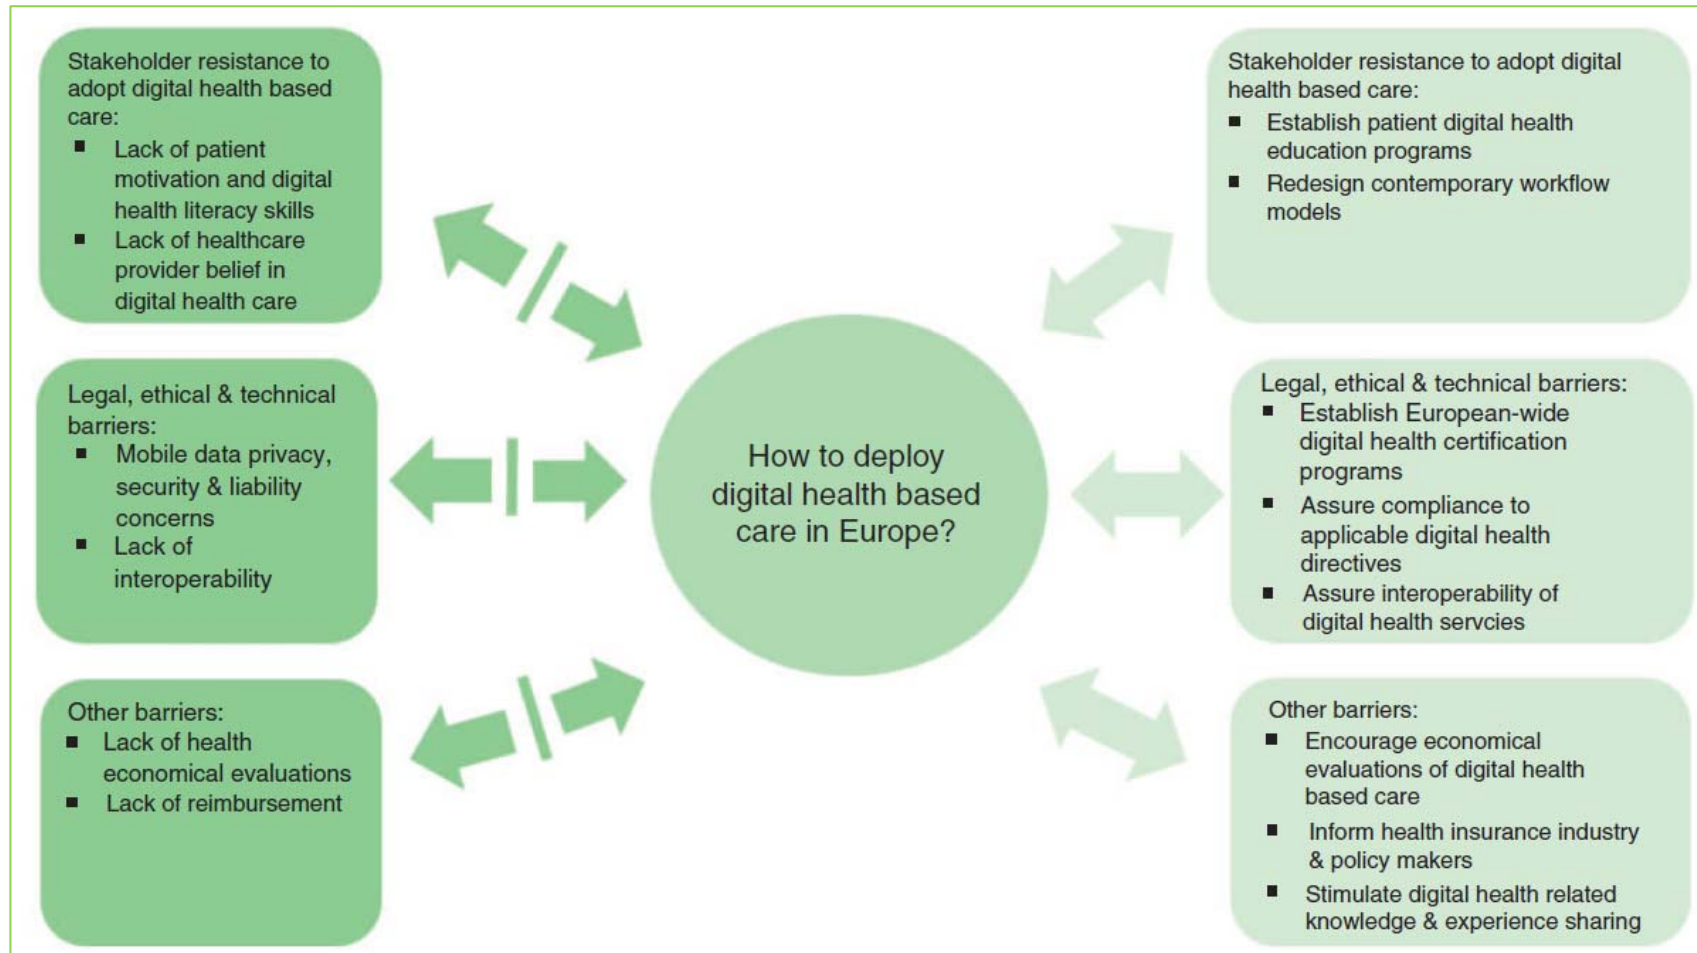 Stakeholder resistance to
adopt digital health based
care:
▪ Lack of patient
motivation and digital
health literacy skills
▪ Lack of healthcare
provider belief in
digital health care
Legal, ethical & technical
barriers:
▪ Mobile data privacy,
security & liability
concerns
▪ Lack of
interoperability
Other barriers:
▪ Lack of health
economical evaluations
▪ Lack of reimbursement
How to deploy
digital health based
care in Europe?
Stakeholder resistance to adopt digital
health based care:
▪ Establish patient digital health
education programs
▪ Redesign contemporary workflow
models
Legal, ethical & technical barriers:
▪ Establish European-wide
digital health certification
programs
▪ Assure compliance to
applicable digital health
directives
▪ Assure interoperability of
digital health servcies
Other barriers:
▪ Encourage economical
evaluations of digital health
based care
▪ Inform health insurance industry
& policy makers
▪ Stimulate digital health related
knowledge & experience sharing